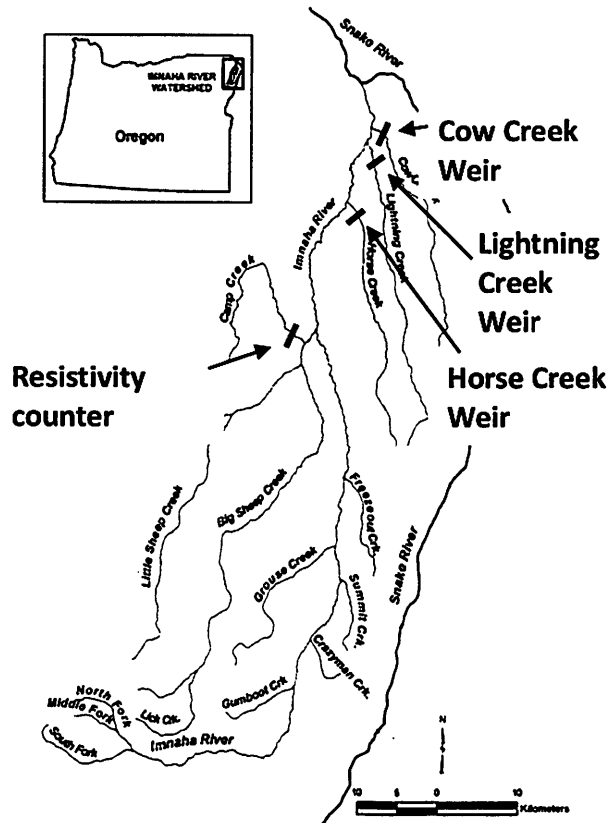 Snake River
IMNAHA RIVER
WATERSHED
Oregon
Cow Creek
Weir
Lightning
Creek
Weir
Horse Creek
Weir
Resistivity
counter
Imnaha River
Lightning Creek
Horse Creek
Camp Creek
Little Sheep Creek
Big Sheep Creek
Freezeout Crk.
Snake River
Grouse Creek
Summit Crk.
Crazyman Crk.
Gumboot Crk
Lick Crk.
North Fork
Middle Fork
South Fork
Imnaha River
N
10 5 0 10
Kilometers